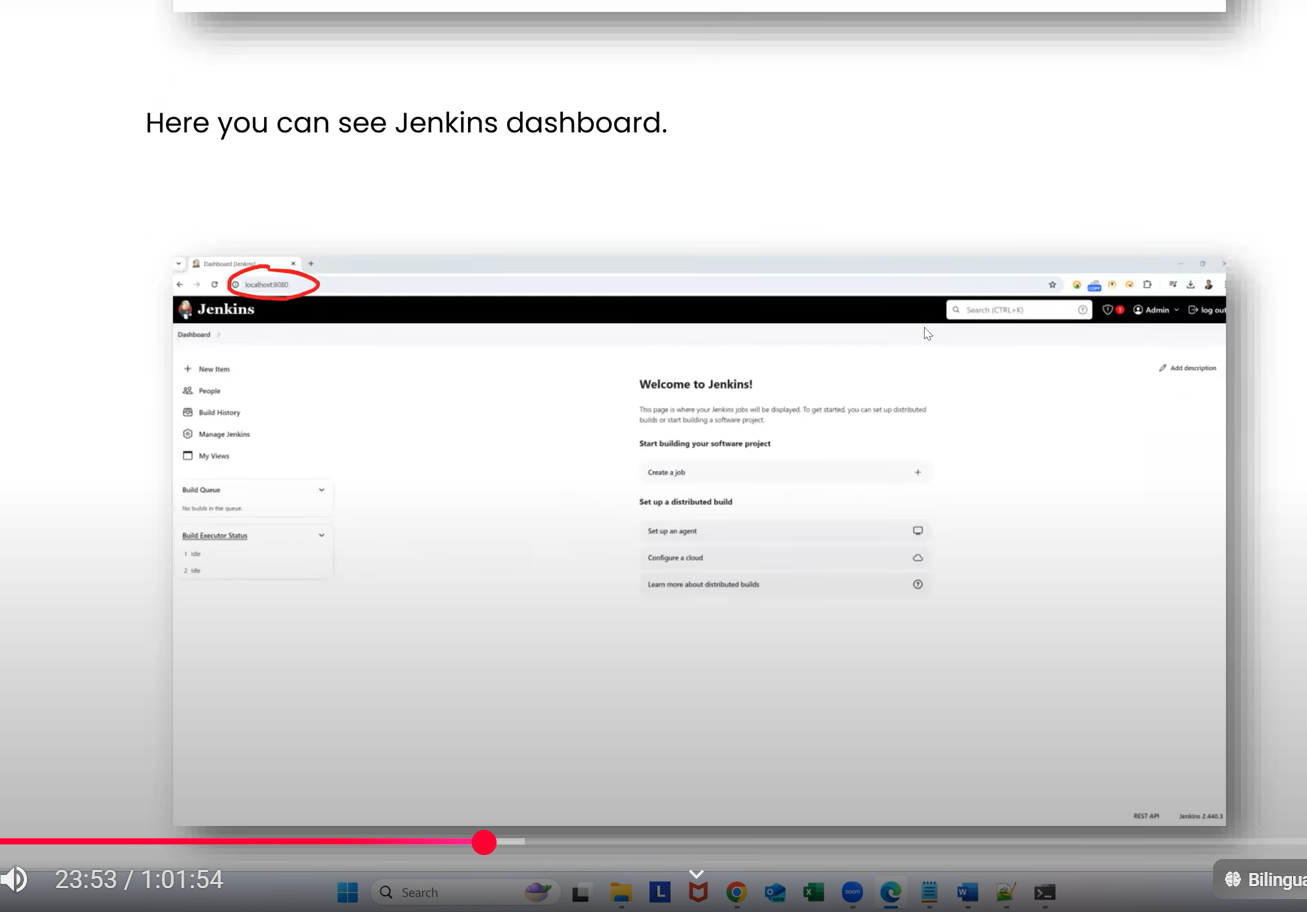 Here you can see Jenkins dashboard.
Dashboard [Jenkins]
localhost:8080
COPY
Jenkins
Search (CTRL+K)
1
Admin
log out
Dashboard
New Item
People
Build History
Manage Jenkins
My Views
Build Queue
No builds in the queue.
Build Executor Status
1 Idle
2 Idle
Add description
Welcome to Jenkins!
This page is where your Jenkins jobs will be displayed. To get started, you can set up distributed
builds or start building a software project.
Start building your software project
Create a job
Set up a distributed build
Set up an agent
Configure a cloud
Learn more about distributed builds
REST API
Jenkins 2.440.3
23:53 / 1:01:54
Search
L
zoom
Bilingua